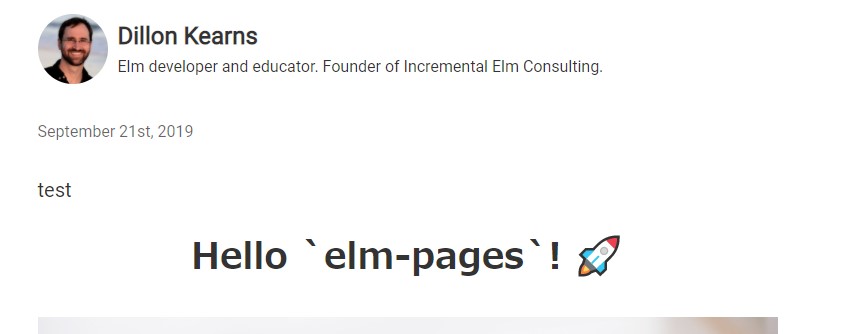 Dillon Kearns
Elm developer and educator. Founder of Incremental Elm Consulting.
September 21st, 2019
test
Hello `elm-pages`! 🚀